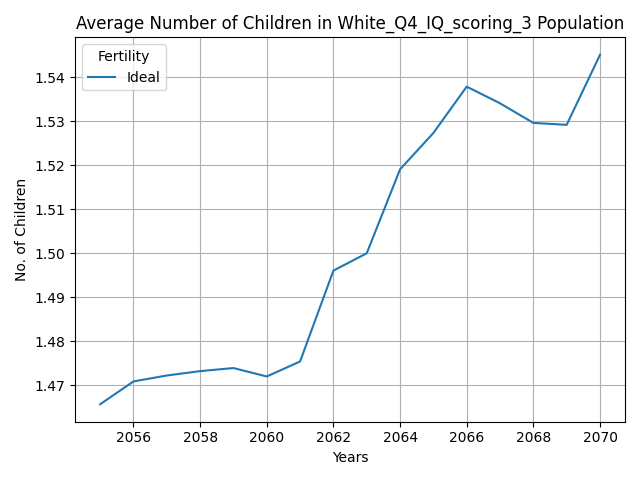 Average Number of Children in White_Q4_IQ_scoring_3 Population
Fertility
Ideal
No. of Children
1.54
1.53
1.52
1.51
1.50
1.49
1.48
1.47
2056 2058 2060 2062 2064 2066 2068 2070
Years